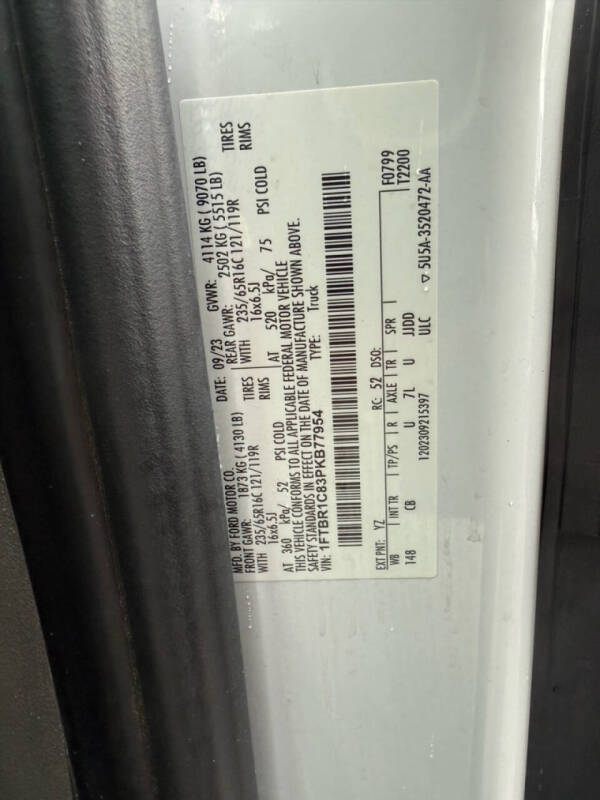 MFD. BY FORD MOTOR CO. DATE: 09/23 GVWR: 4114 KG ( 9070 LB)
FRONT GAWR: 1873 KG ( 4130 LB) REAR GAWR: 2502 KG ( 5515 LB)
WITH 235/65R16C 121/119R TIRES WITH 235/65R16C 121/119R TIRES
16x6.5J RIMS 16x6.5J RIMS
AT 360 kPa/ 52 PSI COLD AT 520 kPa/ 75 PSI COLD
THIS VEHICLE CONFORMS TO ALL APPLICABLE FEDERAL MOTOR VEHICLE
SAFETY STANDARDS IN EFFECT ON THE DATE OF MANUFACTURE SHOWN ABOVE.
VIN: 1FTBR1C83PKB77954 TYPE: Truck
EXT PNT: YZ RC: 52 DSO: F0799
WB INT TR TP/PS R AXLE TR SPR T2200
148 CB U 7L U JJDD
1202309215397 ULC
▽ 5U5A-3520472-AA